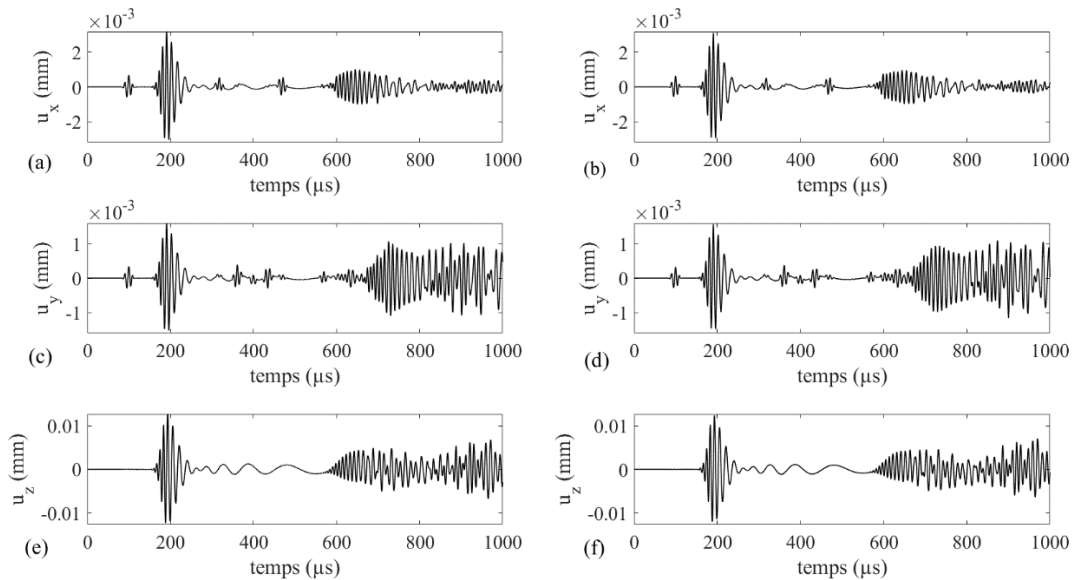 ×10⁻³
2
0
-2
u_x (mm)
0 200 400 600 800 1000
temps (µs)
(a)
×10⁻³
2
0
-2
u_x (mm)
0 200 400 600 800 1000
temps (µs)
(b)
×10⁻³
1
0
-1
u_y (mm)
0 200 400 600 800 1000
temps (µs)
(c)
×10⁻³
1
0
-1
u_y (mm)
0 200 400 600 800 1000
temps (µs)
(d)
0.01
0
-0.01
u_z (mm)
0 200 400 600 800 1000
temps (µs)
(e)
0.01
0
-0.01
u_z (mm)
0 200 400 600 800 1000
temps (µs)
(f)